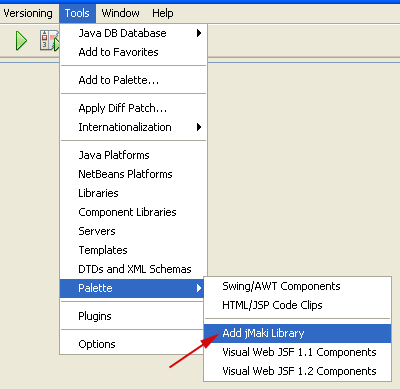 Versioning Tools Window Help
Java DB Database
Add to Favorites
Add to Palette...
Apply Diff Patch...
Internationalization
Java Platforms
NetBeans Platforms
Libraries
Component Libraries
Servers
Templates
DTDs and XML Schemas
Palette
Plugins
Options
Swing/AWT Components
HTML/JSP Code Clips
Add jMaki Library
Visual Web JSF 1.1 Components
Visual Web JSF 1.2 Components